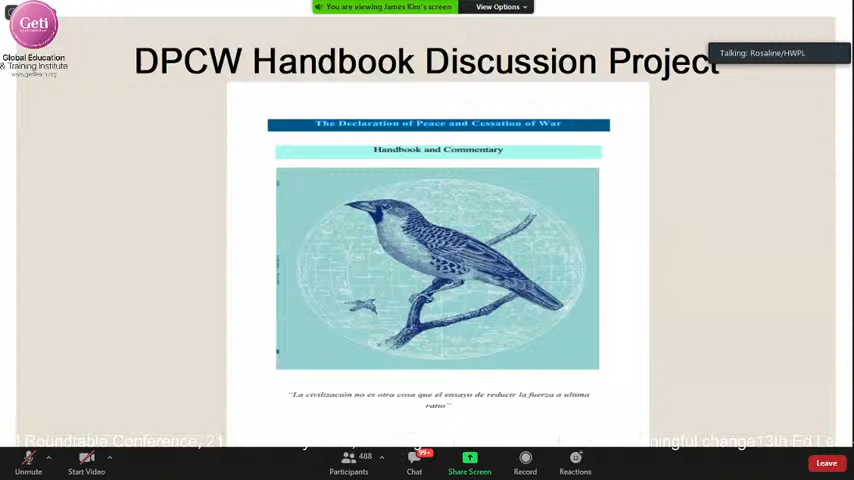 You are viewing James Kim's screen
View Options
Geti
Global Education
& Training Institute
DPCW Handbook Discussion Project
Talking: Rosaline/HWPL
The Declaration of Peace and Cessation of War
Handbook and Commentary
"La civilización no es otra cosa que el ensayo de reducir la fuerza a ultima
ratio"
Roundtable Conference, 21
13th Ed
Unmute
Start Video
488
Participants
99+
Chat
Share Screen
Record
Reactions
Leave